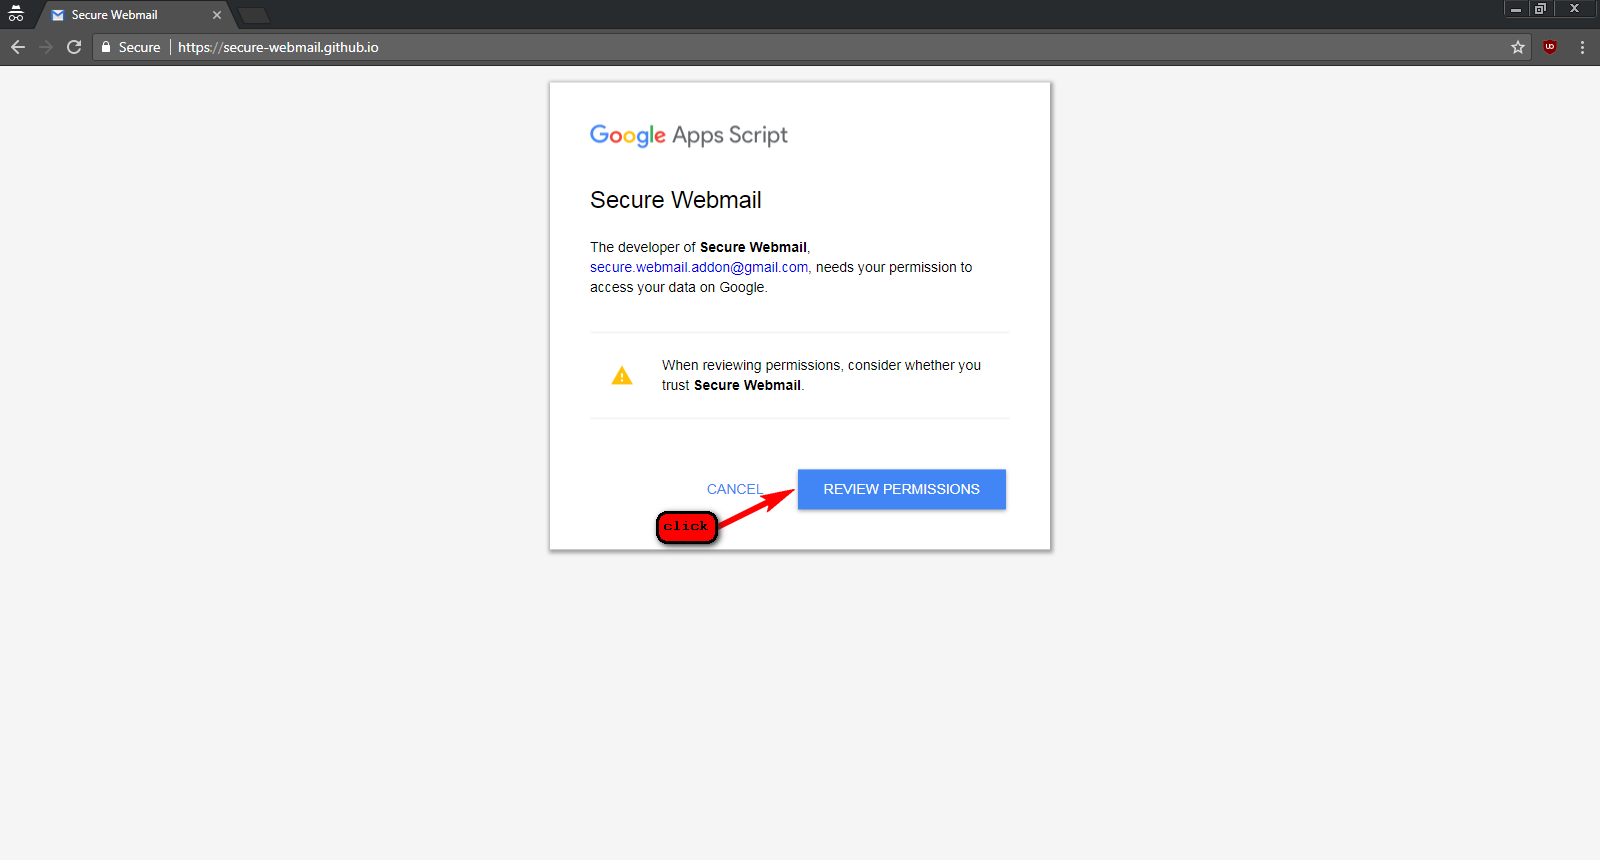 Secure Webmail
Secure https://secure-webmail.github.io
Google Apps Script
Secure Webmail
The developer of Secure Webmail,
secure.webmail.addon@gmail.com, needs your permission to
access your data on Google.
When reviewing permissions, consider whether you
trust Secure Webmail.
CANCEL REVIEW PERMISSIONS
click